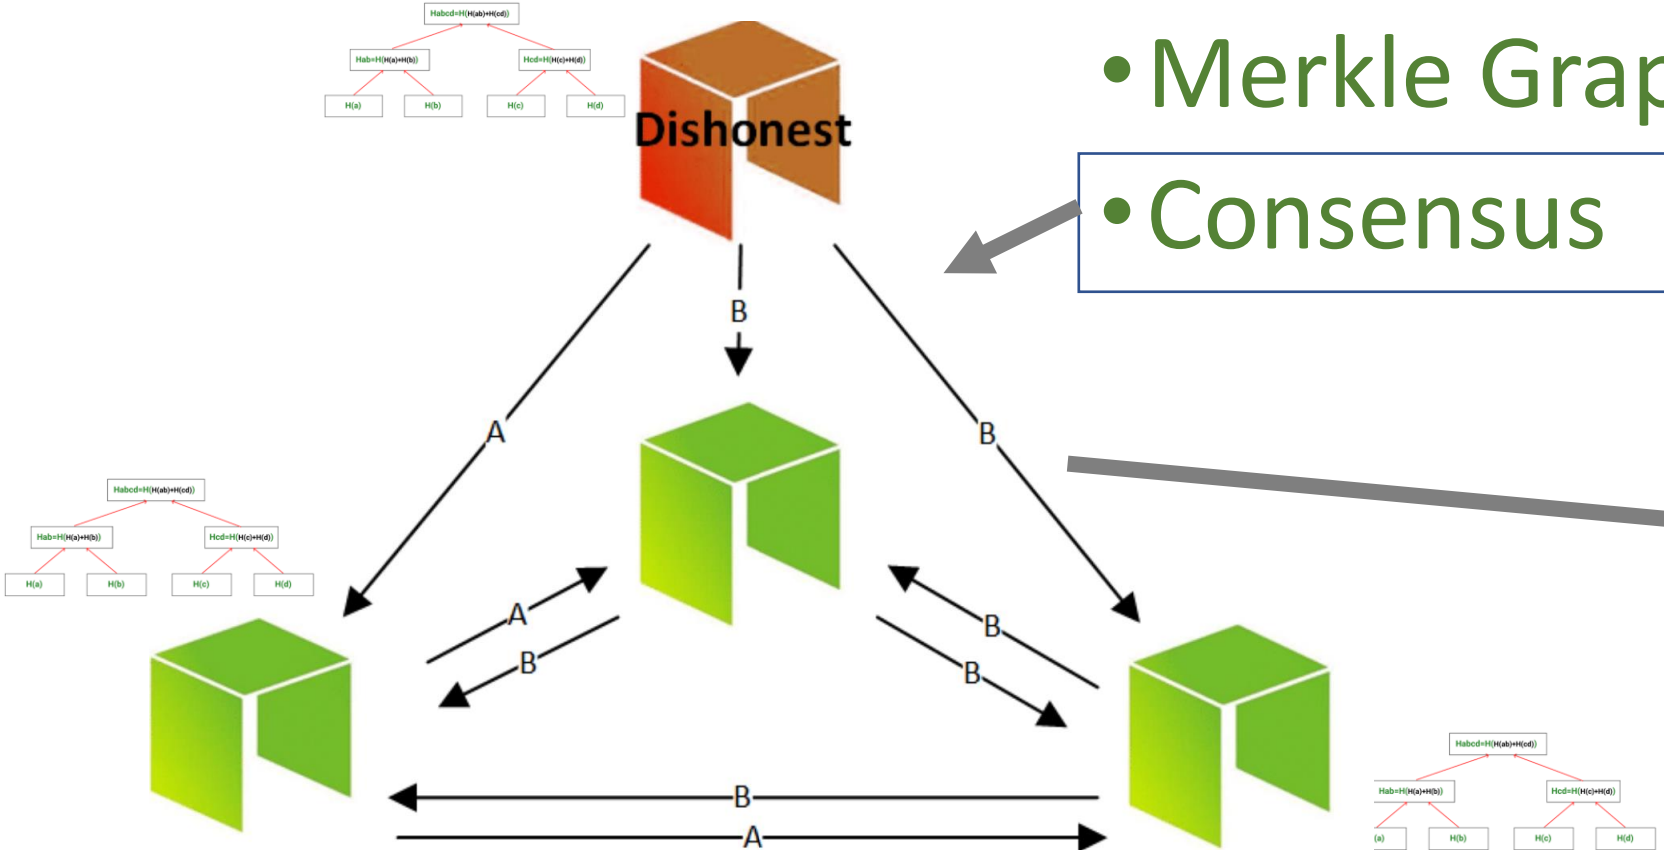 Habcd=H(H(ab)+H(cd))
Hab=H(H(a)+H(b))
Hcd=H(H(c)+H(d))
H(a)
H(b)
H(c)
H(d)
Dishonest
•Merkle Grap
•Consensus
B
A
B
Habcd=H(H(ab)+H(cd))
Hab=H(H(a)+H(b))
Hcd=H(H(c)+H(d))
H(a)
H(b)
H(c)
H(d)
A
B
B
B
B
A
Habcd=H(H(ab)+H(cd))
Hab=H(H(a)+H(b))
Hcd=H(H(c)+H(d))
(a)
H(b)
H(c)
H(d)